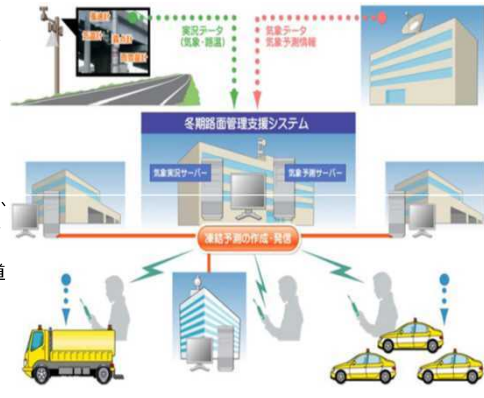 実況データ
(気象・路温)
気象データ
気象予測情報
冬期路面管理支援システム
気象実況サーバー
気象予測サーバー
、
凍結予測の作成・発信
道